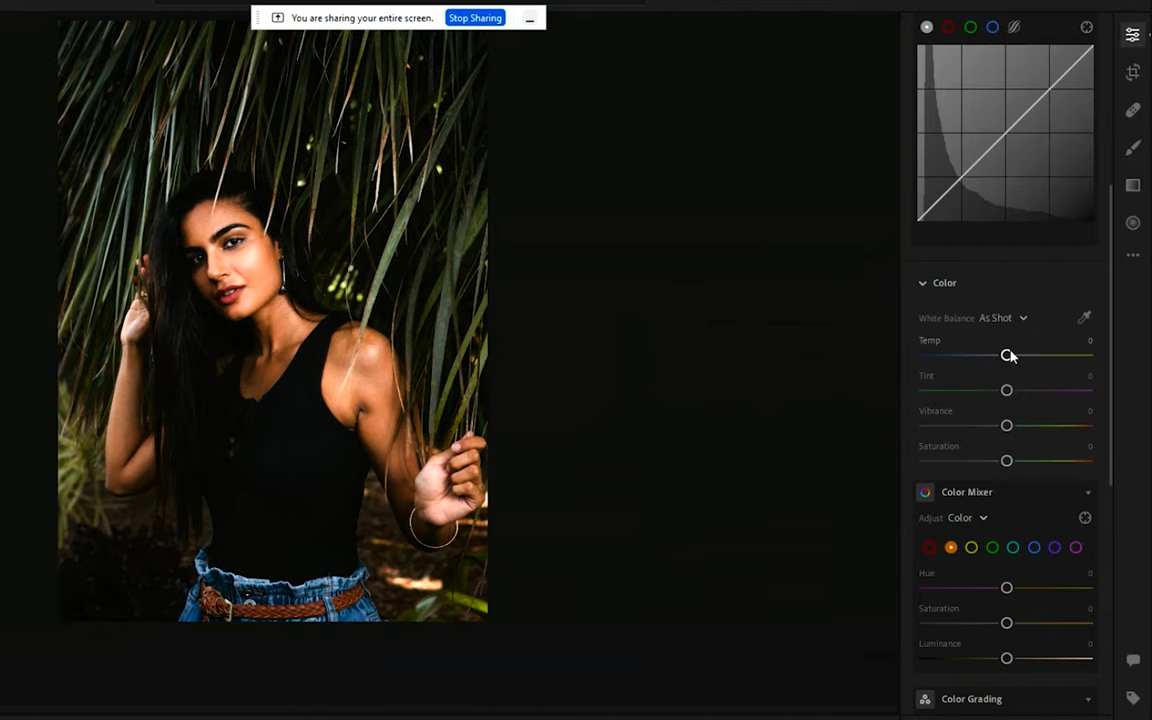 You are sharing your entire screen. Stop Sharing
Color
White Balance As Shot
Temp 0
Tint 0
Vibrance 0
Saturation 0
Color Mixer
Adjust Color
Hue 0
Saturation 0
Luminance 0
Color Grading